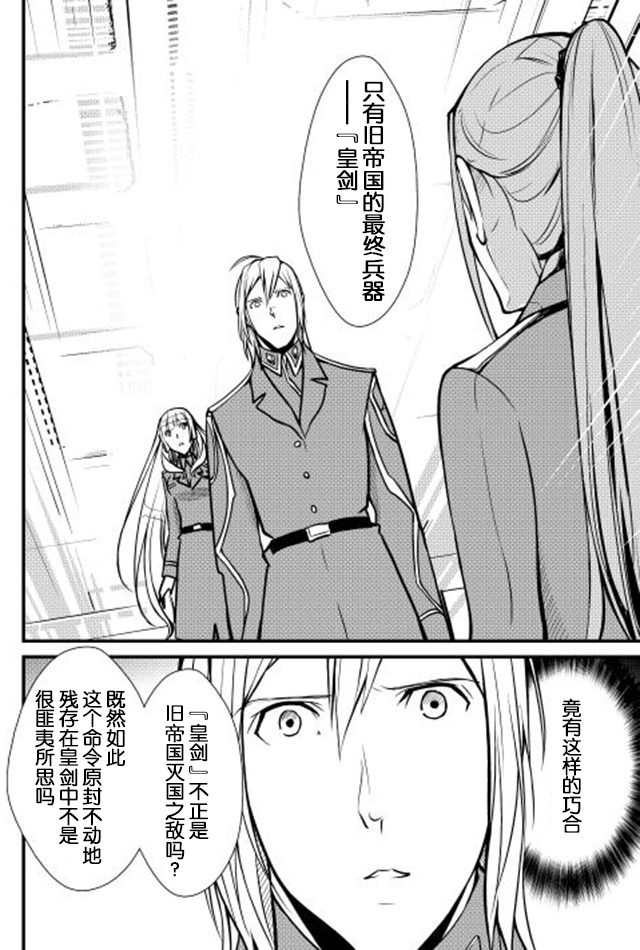 只有旧帝国的最终兵器
——『皇剑』
竟有这样的巧合
『皇剑』不正是
旧帝国灭国之敌吗？
既然如此
这个命令原封不动地
残存在皇剑中不是
很匪夷所思吗